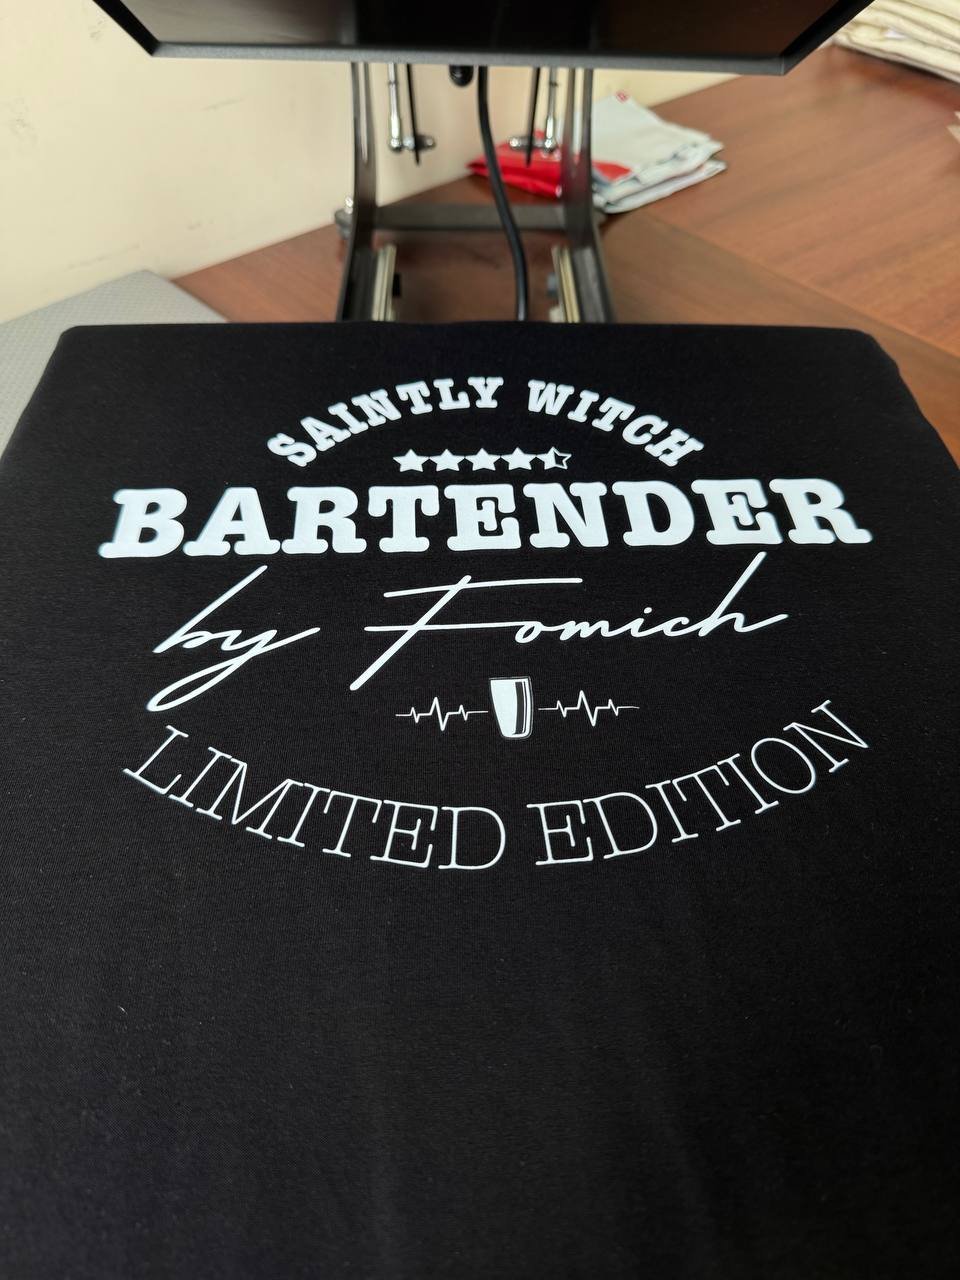 SAINTLY WITCH
BARTENDER
by Fomich
LIMITED EDITION